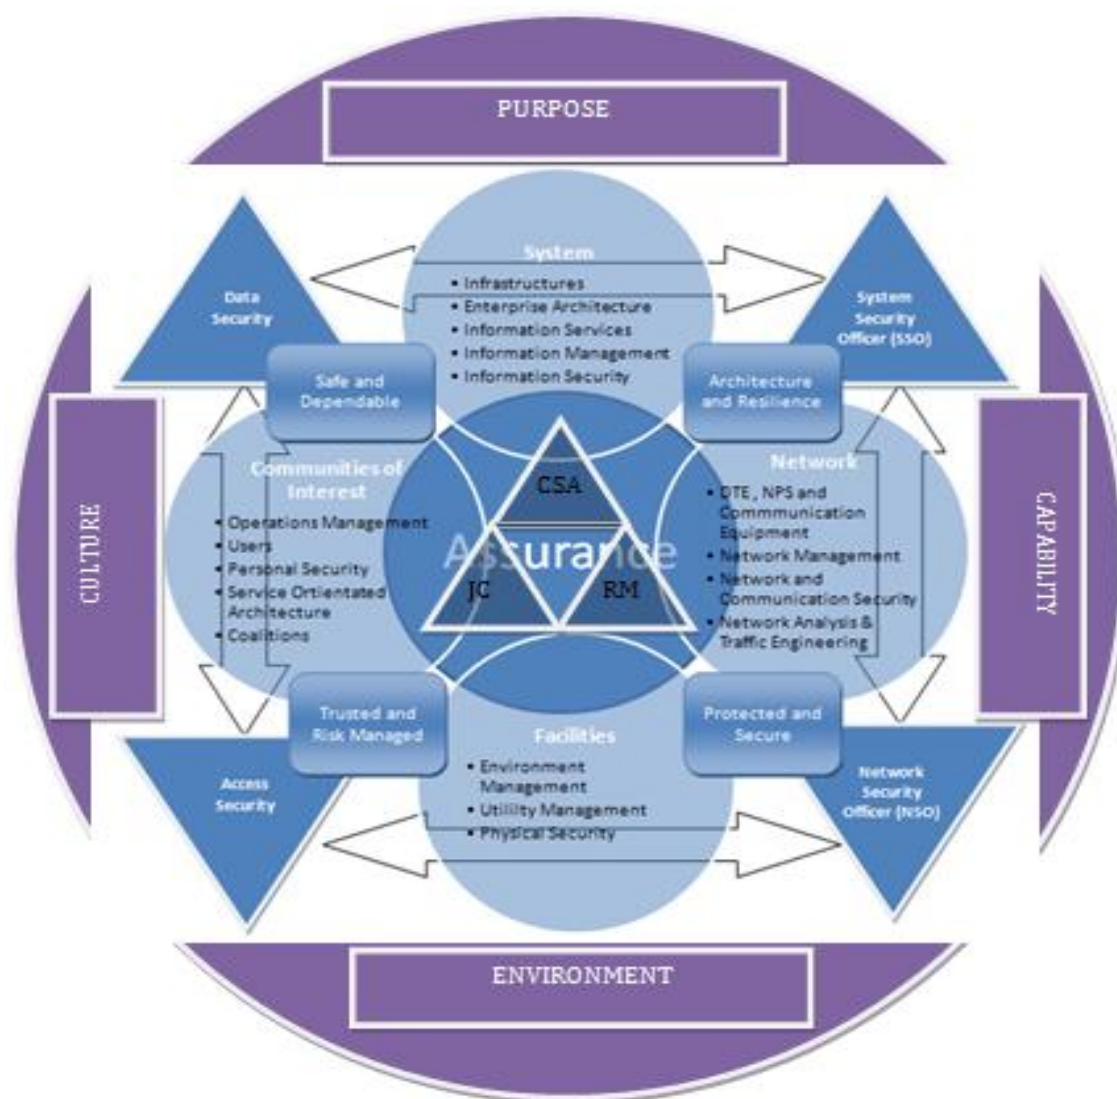 PURPOSE
System
• Infrastructures
• Enterprise Architecture
• Information Services
• Information Management
• Information Security
Data
Security
System
Security
Officer (SSO)
Safe and
Dependable
Architecture
and Resilience
CULTURE
Communities of
Interest
• Operations Management
• Users
• Personal Security
• Service Ortientated
Architecture
• Coalitions
CSA
Assurance
JC
RM
Network
• DTE , NPS and
Commmunication
Equipment
• Network Management
• Network and
Communication Security
• Network Analysis &
Traffic Engineering
CAPABILITY
Trusted and
Risk Managed
Protected and
Secure
Facilities
• Environment
Management
• Utility Management
• Physical Security
Access
Security
Network
Security
Officer (NSO)
ENVIRONMENT